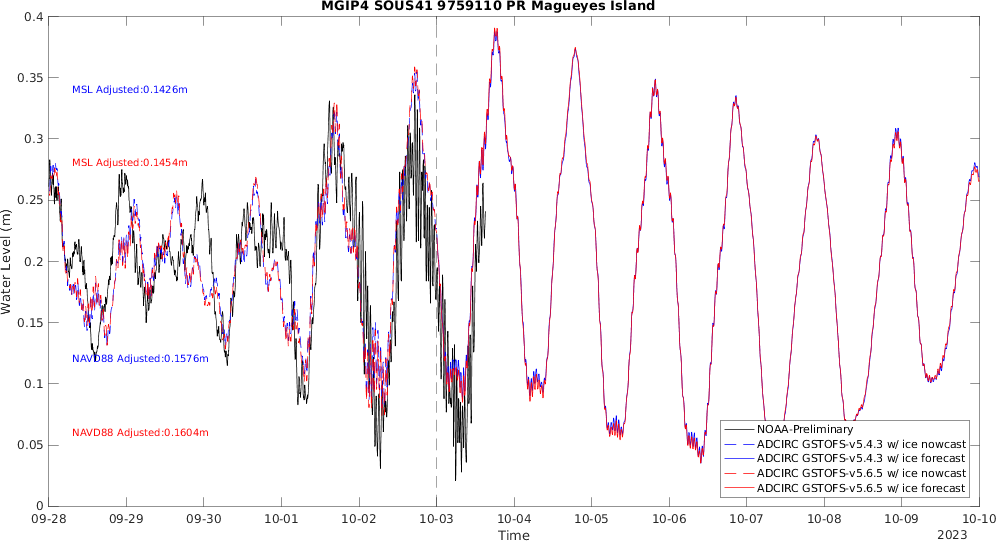 MGIP4 SOUS41 9759110 PR Magueyes Island
0.4
0.35
0.3
0.25
0.2
0.15
0.1
0.05
0
Water Level (m)
MSL Adjusted:0.1426m
MSL Adjusted:0.1454m
NAVD88 Adjusted:0.1576m
NAVD88 Adjusted:0.1604m
NOAA-Preliminary
ADCIRC GSTOFS-v5.4.3 w/ ice nowcast
ADCIRC GSTOFS-v5.4.3 w/ ice forecast
ADCIRC GSTOFS-v5.6.5 w/ ice nowcast
ADCIRC GSTOFS-v5.6.5 w/ ice forecast
09-28 09-29 09-30 10-01 10-02 10-03 10-04 10-05 10-06 10-07 10-08 10-09 10-10
Time
2023